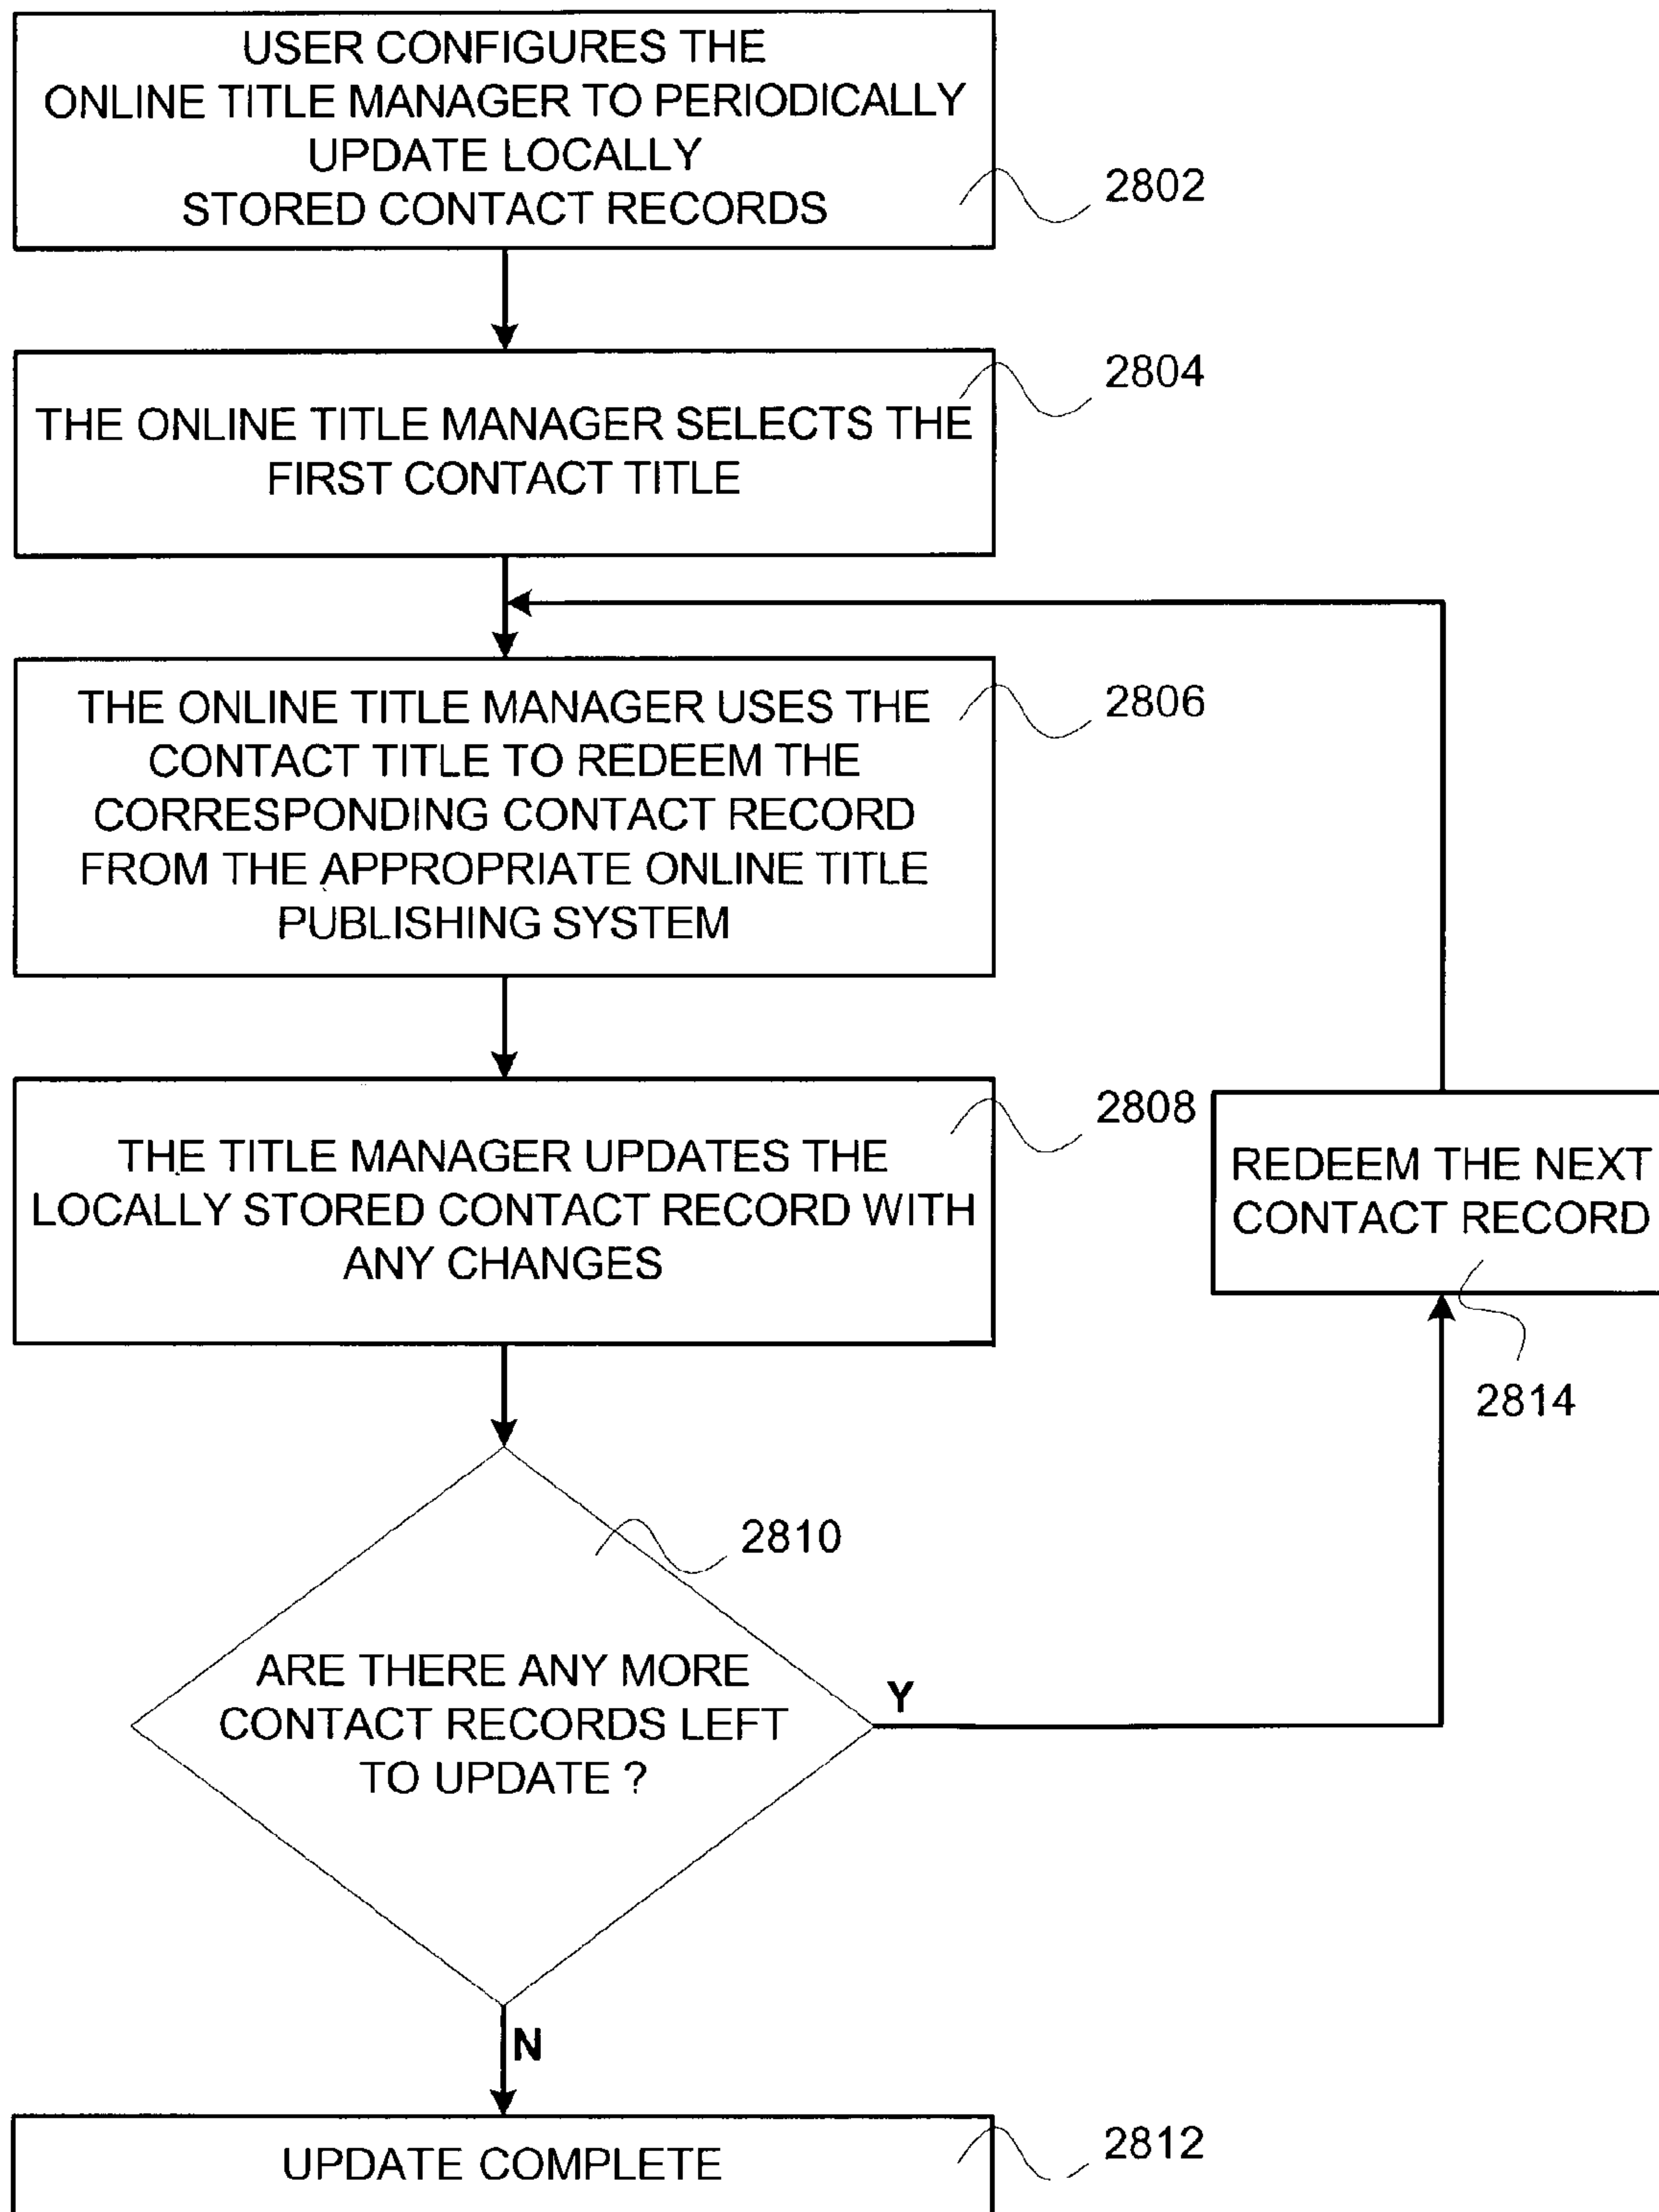 USER CONFIGURES THE
ONLINE TITLE MANAGER TO PERIODICALLY
UPDATE LOCALLY
STORED CONTACT RECORDS
2802
2804
THE ONLINE TITLE MANAGER SELECTS THE
FIRST CONTACT TITLE
THE ONLINE TITLE MANAGER USES THE
CONTACT TITLE TO REDEEM THE
CORRESPONDING CONTACT RECORD
FROM THE APPROPRIATE ONLINE TITLE
PUBLISHING SYSTEM
2806
2808
THE TITLE MANAGER UPDATES THE
LOCALLY STORED CONTACT RECORD WITH
ANY CHANGES
REDEEM THE NEXT
CONTACT RECORD
2814
2810
ARE THERE ANY MORE
CONTACT RECORDS LEFT
TO UPDATE ?
Y
N
UPDATE COMPLETE
2812